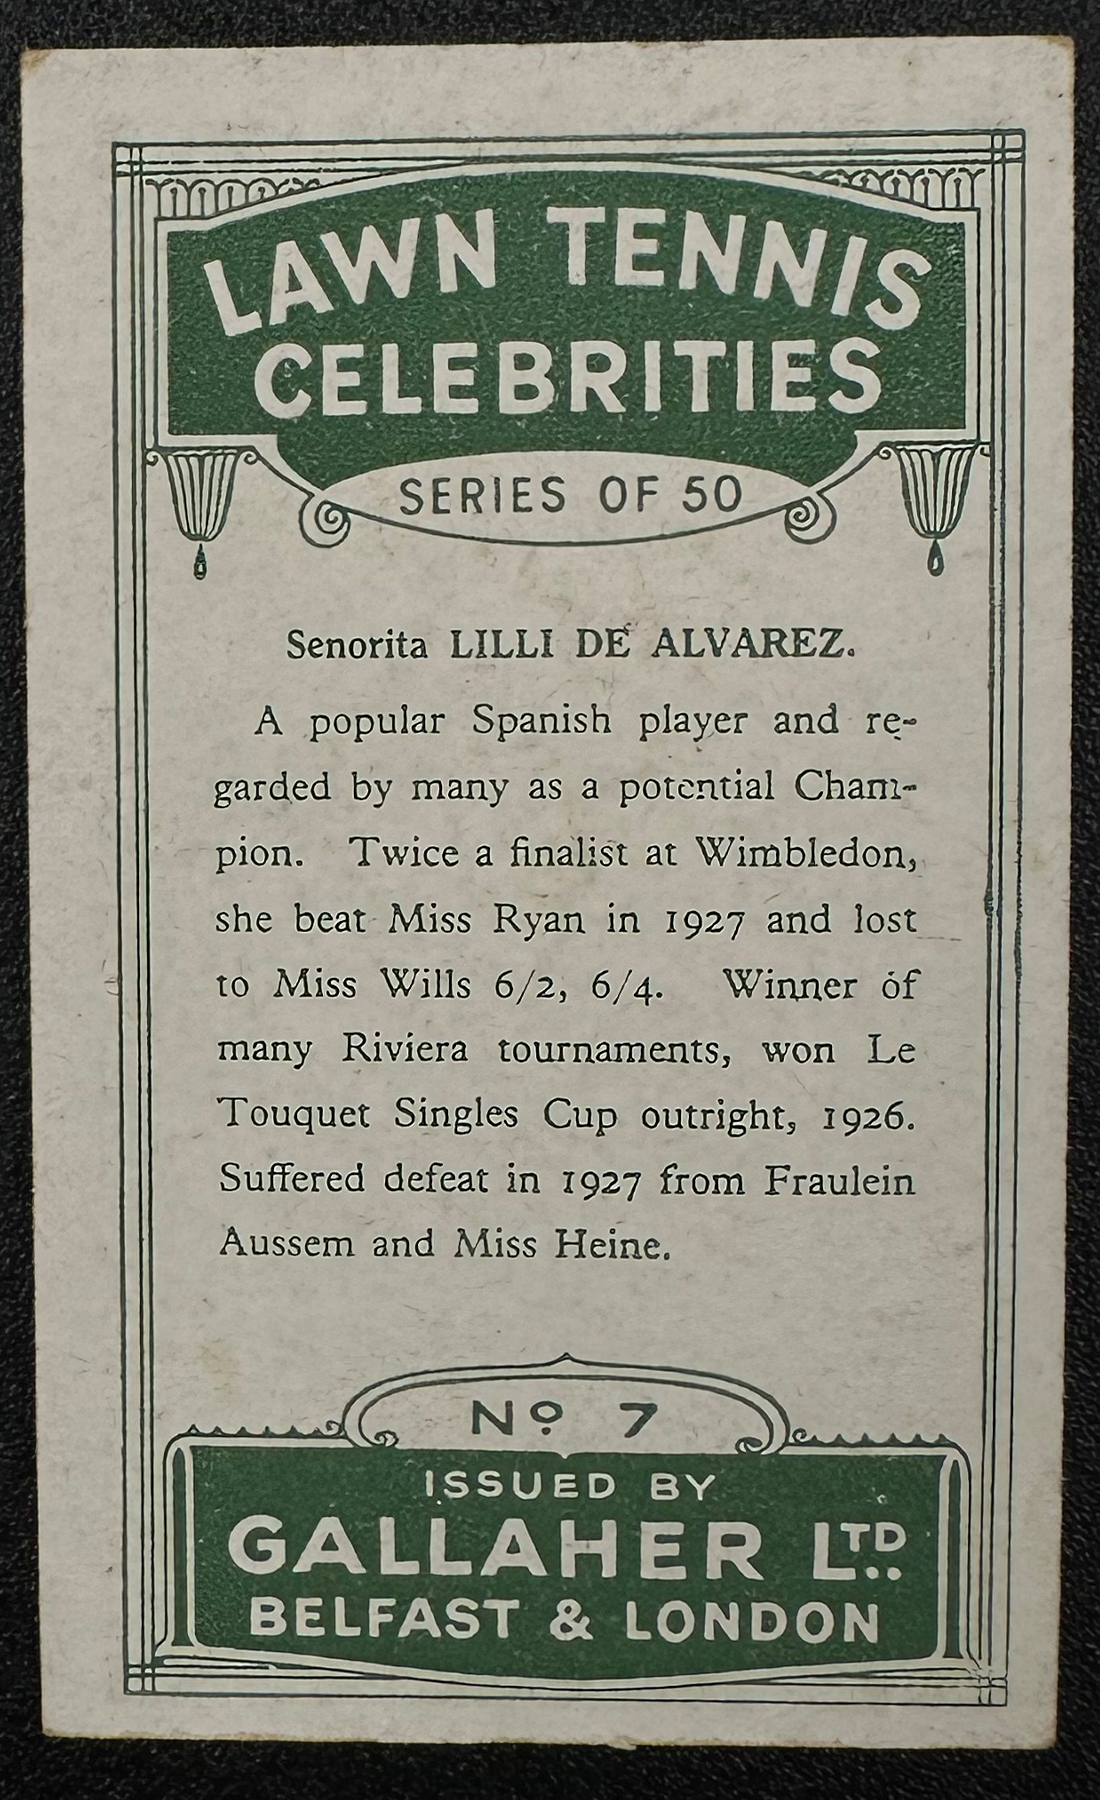 LAWN TENNIS
CELEBRITIES
SERIES OF 50
Senorita LILLI DE ALVAREZ.
A popular Spanish player and re-
garded by many as a potential Cham-
pion. Twice a finalist at Wimbledon,
she beat Miss Ryan in 1927 and lost
to Miss Wills 6/2, 6/4. Winner of
many Riviera tournaments, won Le
Touquet Singles Cup outright, 1926.
Suffered defeat in 1927 from Fraulein
Aussem and Miss Heine.
No 7
ISSUED BY
GALLAHER LTD
BELFAST & LONDON